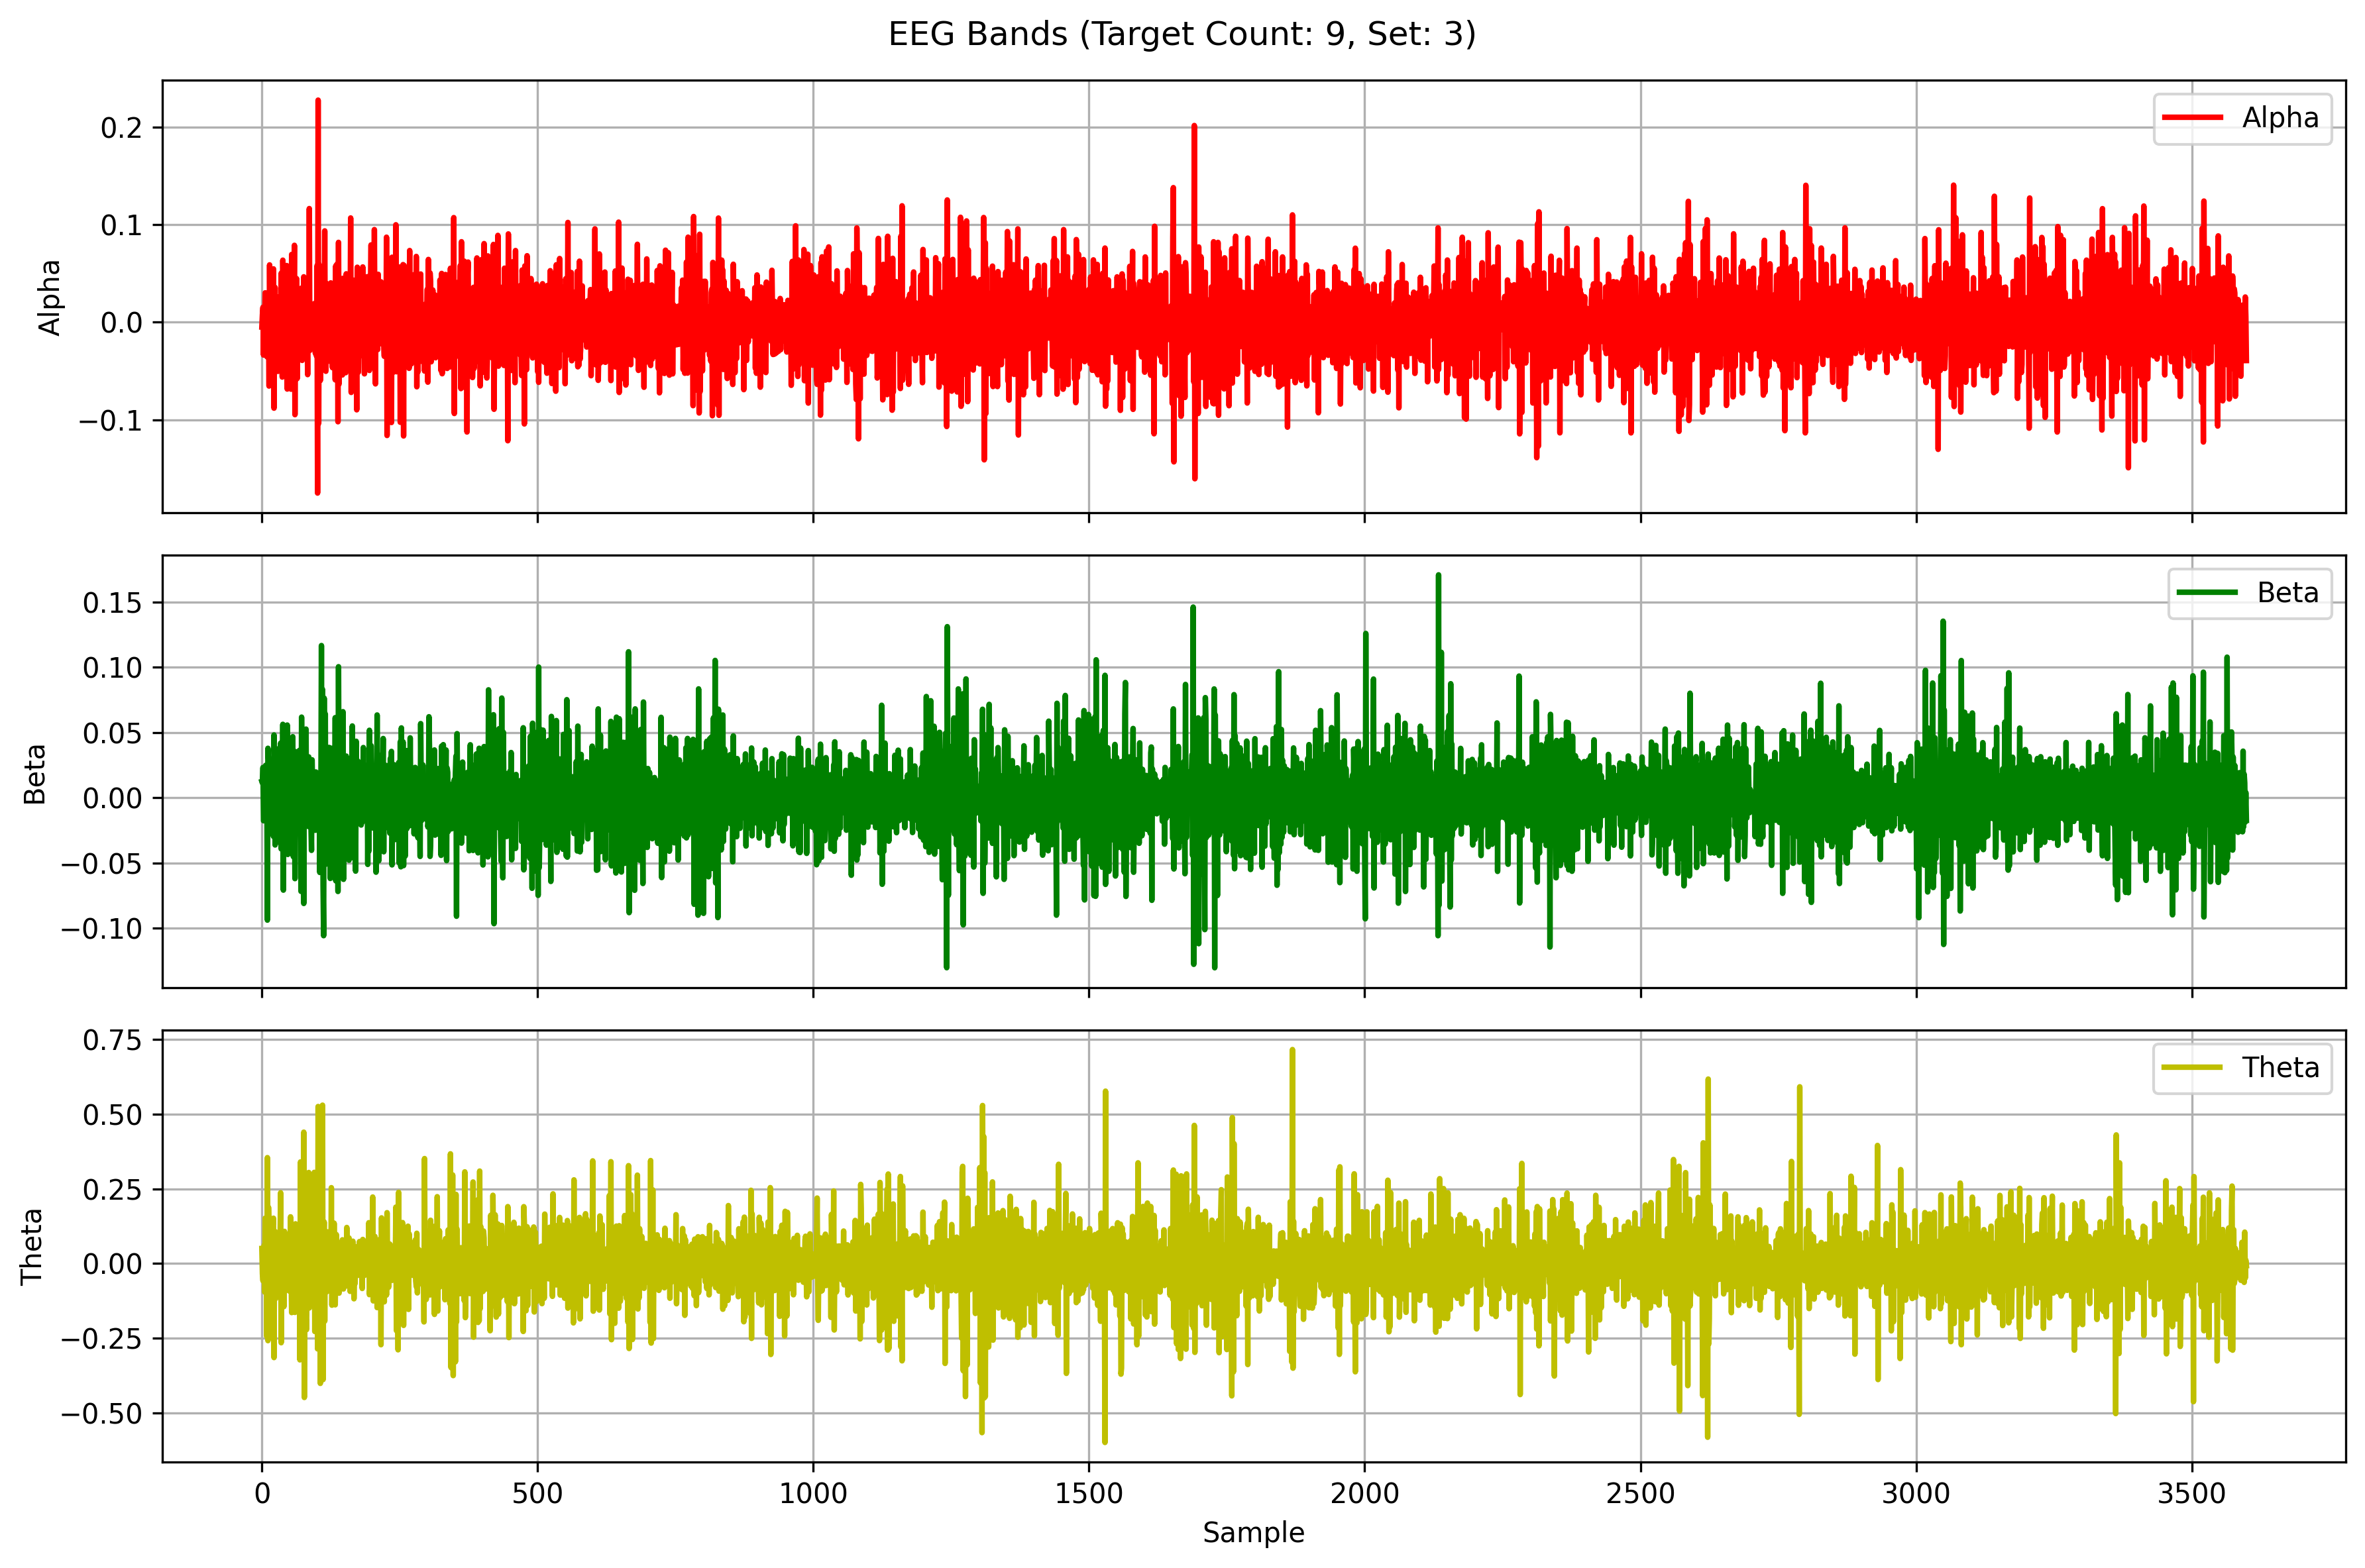 EEG Bands (Target Count: 9, Set: 3)
Alpha
0.2
0.1
0.0
−0.1
Alpha
Beta
0.15
0.10
0.05
0.00
−0.05
−0.10
Beta
Theta
0.75
0.50
0.25
0.00
−0.25
−0.50
Theta
0 500 1000 1500 2000 2500 3000 3500
Sample